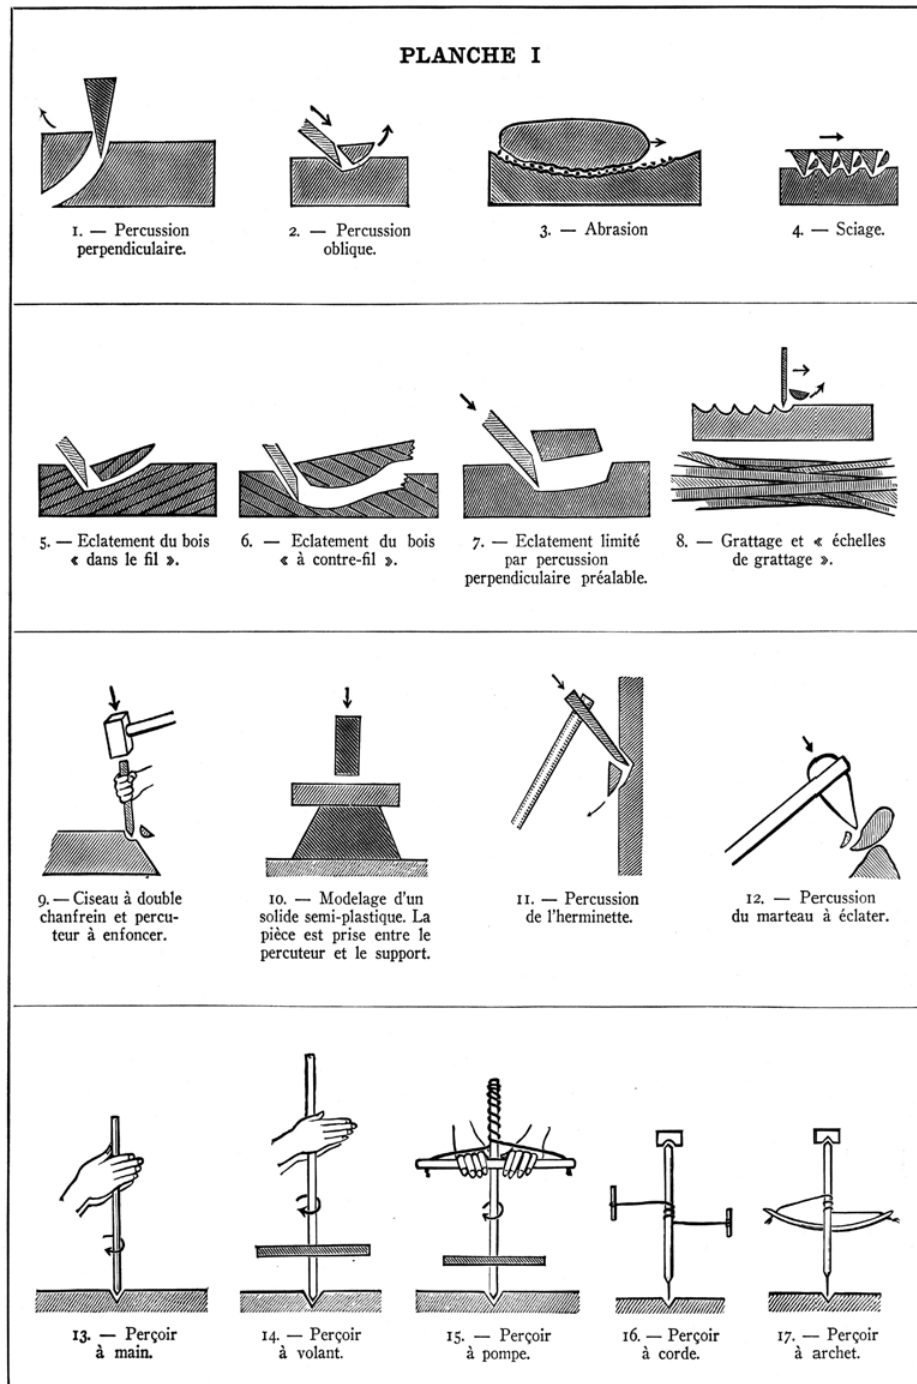 PLANCHE I
1. — Percussion
perpendiculaire.
2. — Percussion
oblique.
3. — Abrasion
4. — Sciage.
5. — Eclatement du bois
« dans le fil ».
6. — Eclatement du bois
« à contre-fil ».
7. — Eclatement limité
par percussion
perpendiculaire préalable.
8. — Grattage et « échelles
de grattage ».
9. — Ciseau à double
chanfrein et percu-
teur à enfoncer.
10. — Modelage d'un
solide semi-plastique. La
pièce est prise entre le
percuteur et le support.
11. — Percussion
de l'herminette.
12. — Percussion
du marteau à éclater.
13. — Perçoir
à main.
14. — Perçoir
à volant.
15. — Perçoir
à pompe.
16. — Perçoir
à corde.
17. — Perçoir
à archet.